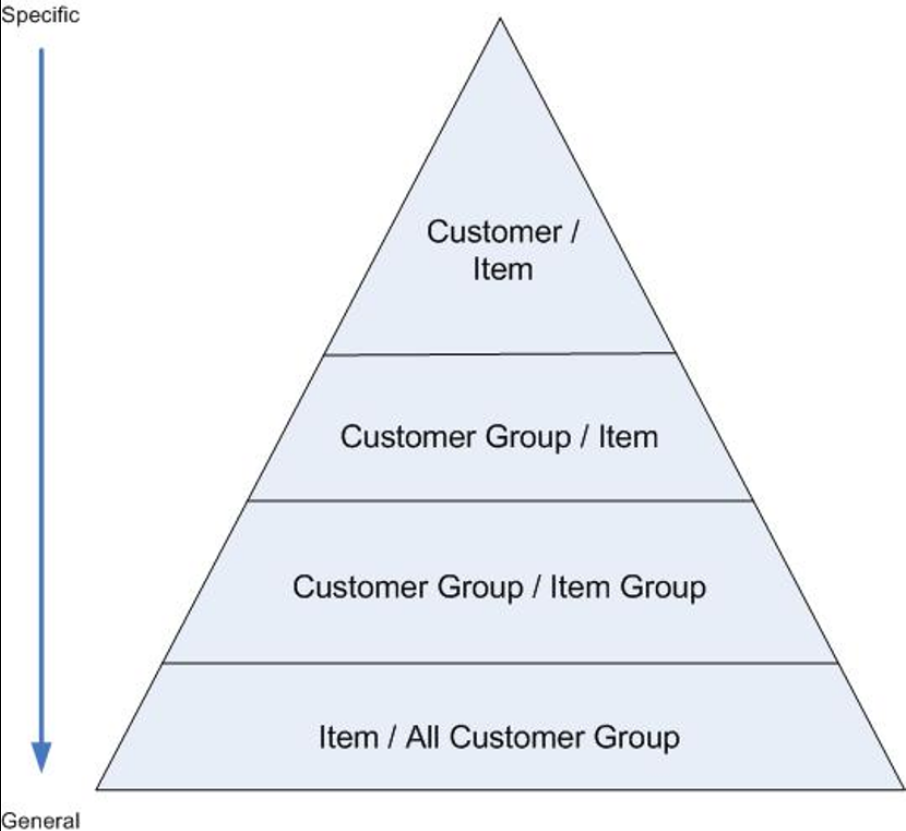 Specific
Customer /
Item
Customer Group / Item
Customer Group / Item Group
Item / All Customer Group
General